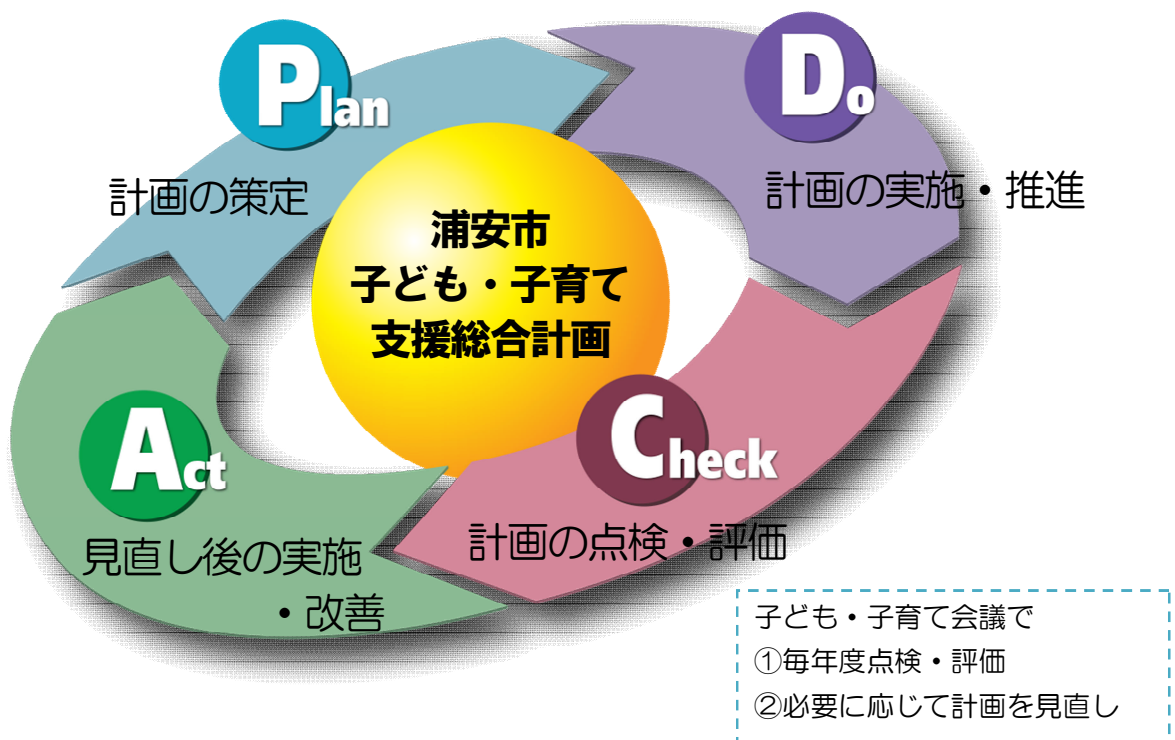 Plan
計画の策定
Do
計画の実施・推進
浦安市
子ども・子育て
支援総合計画
Check
計画の点検・評価
Act
見直し後の実施
・改善
子ども・子育て会議で
①毎年度点検・評価
②必要に応じて計画を見直し